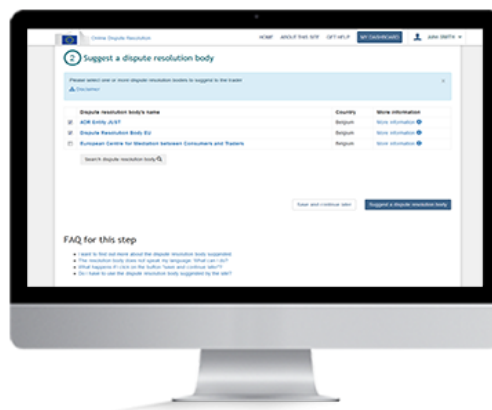 Online Dispute Resolution
HOME ABOUT THIS SITE GET HELP MY DASHBOARD John SMITH
2 Suggest a dispute resolution body
Please select one or more dispute resolution bodies to suggest to the trader
Disclaimer
Dispute resolution body's name Country More information
ADR Entity JUST Belgium More information
Dispute Resolution Body EU Belgium More information
European Centre for Mediation between Consumers and Traders Belgium More information
Search dispute resolution body
Save and continue later Suggest a dispute resolution body
FAQ for this step
I want to find out more about the dispute resolution body suggested
The resolution body does not speak my language. What can I do?
What happens if I click on the button "save and continue later"?
Do I have to use the dispute resolution body suggested by the site?